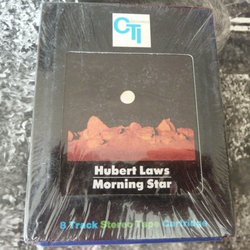 CTI
Hubert Laws
Morning Star
8 Track Stereo Tape Cartridge